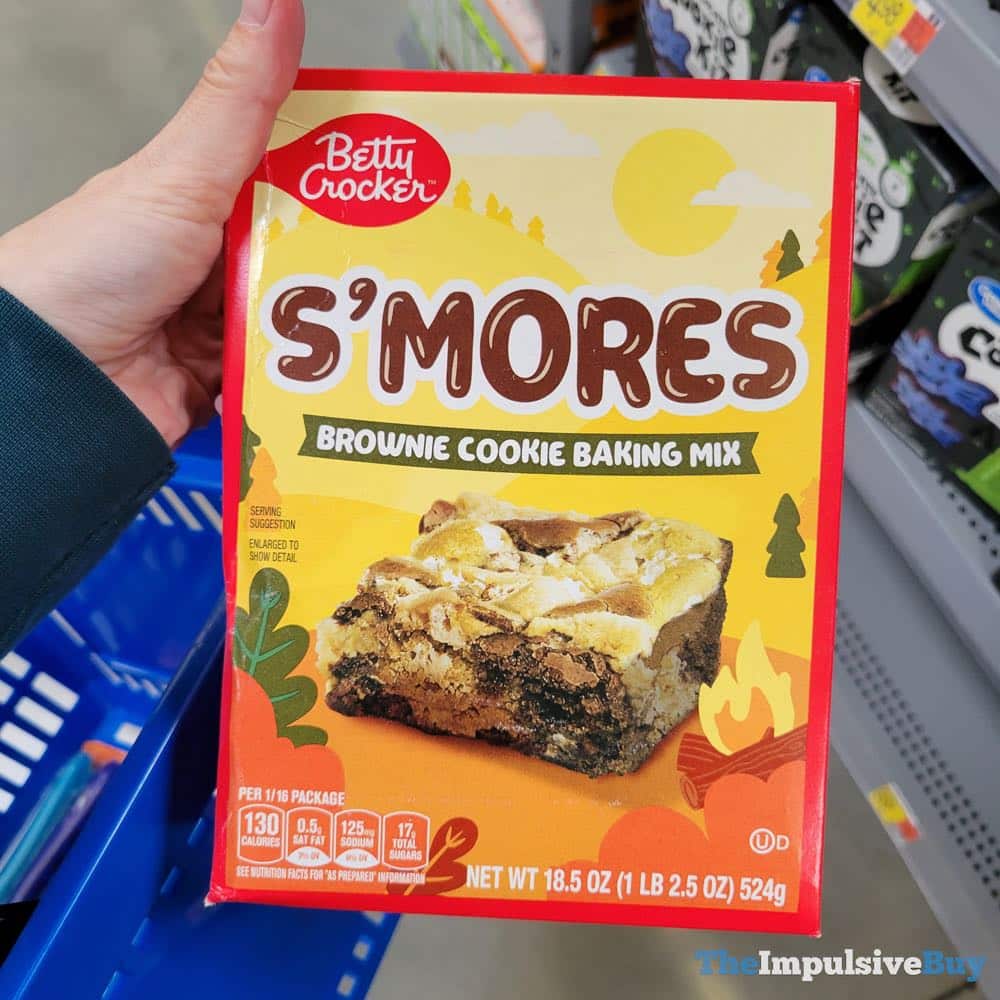 Betty
Crocker™
S'MORES
BROWNIE COOKIE BAKING MIX
SERVING
SUGGESTION
ENLARGED TO
SHOW DETAIL
PER 1/16 PACKAGE
130
CALORIES
0.5g
SAT FAT
125mg
SODIUM
17g
TOTAL
SUGARS
SEE NUTRITION FACTS FOR "AS PREPARED" INFORMATION
NET WT 18.5 OZ (1 LB 2.5 OZ) 524g
U D
KIT
TheImpulsiveBuy